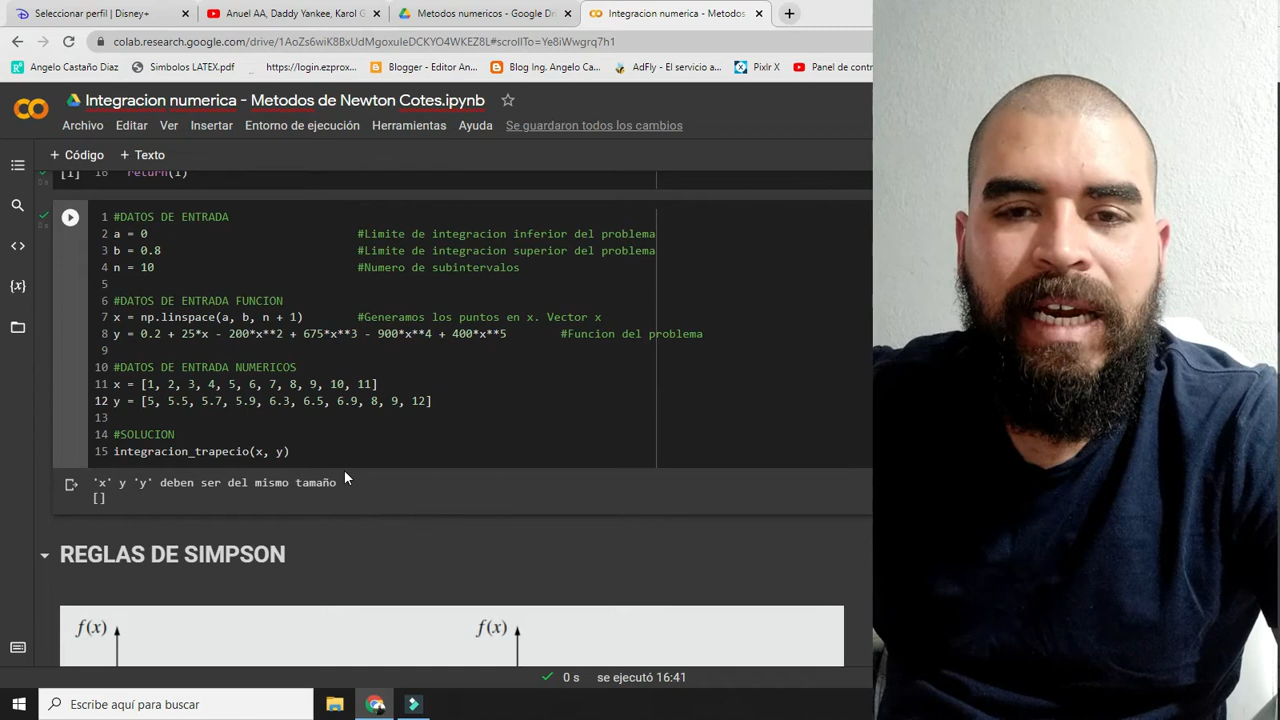 Seleccionar perfil | Disney+
Anuel AA, Daddy Yankee, Karol G
Metodos numericos - Google Dri
Integracion numerica - Metodos
colab.research.google.com/drive/1AoZs6wiK8BxUdMgoxuleDCKYO4WKEZ8L#scrollTo=Ye8iWwgrq7h1
Angelo Castaño Diaz
Simbolos LATEX.pdf
https://login.ezprox...
Blogger - Editor An...
Blog Ing. Angelo Ca...
AdFly - El servicio a...
Pixlr X
Panel de contr
Integracion numerica - Metodos de Newton Cotes.ipynb
Archivo Editar Ver Insertar Entorno de ejecución Herramientas Ayuda Se guardaron todos los cambios
+ Código + Texto
[1] 16 return(i)
1 #DATOS DE ENTRADA
2 a = 0 #Limite de integracion inferior del problema
3 b = 0.8 #Limite de integracion superior del problema
4 n = 10 #Numero de subintervalos
5
6 #DATOS DE ENTRADA FUNCION
7 x = np.linspace(a, b, n + 1) #Generamos los puntos en x. Vector x
8 y = 0.2 + 25*x - 200*x**2 + 675*x**3 - 900*x**4 + 400*x**5 #Funcion del problema
9
10 #DATOS DE ENTRADA NUMERICOS
11 x = [1, 2, 3, 4, 5, 6, 7, 8, 9, 10, 11]
12 y = [5, 5.5, 5.7, 5.9, 6.3, 6.5, 6.9, 8, 9, 12]
13
14 #SOLUCION
15 integracion_trapecio(x, y)
'x' y 'y' deben ser del mismo tamaño
[]
REGLAS DE SIMPSON
f(x) f(x)
0 s se ejecutó 16:41
Escribe aquí para buscar